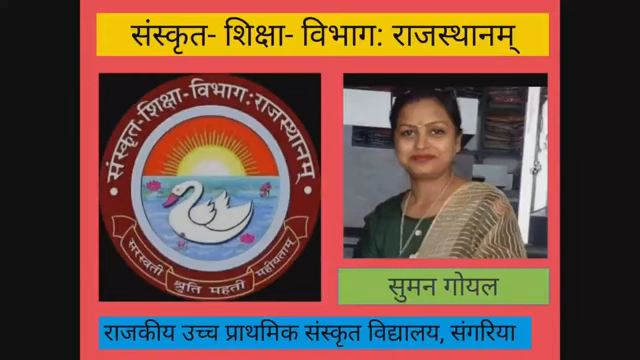 संस्कृत- शिक्षा- विभाग: राजस्थानम्
संस्कृत-शिक्षा-विभाग:राजस्थानम्
सरस्वती
श्रुति महती
महीयताम्
सुमन गोयल
राजकीय उच्च प्राथमिक संस्कृत विद्यालय, संगरिया